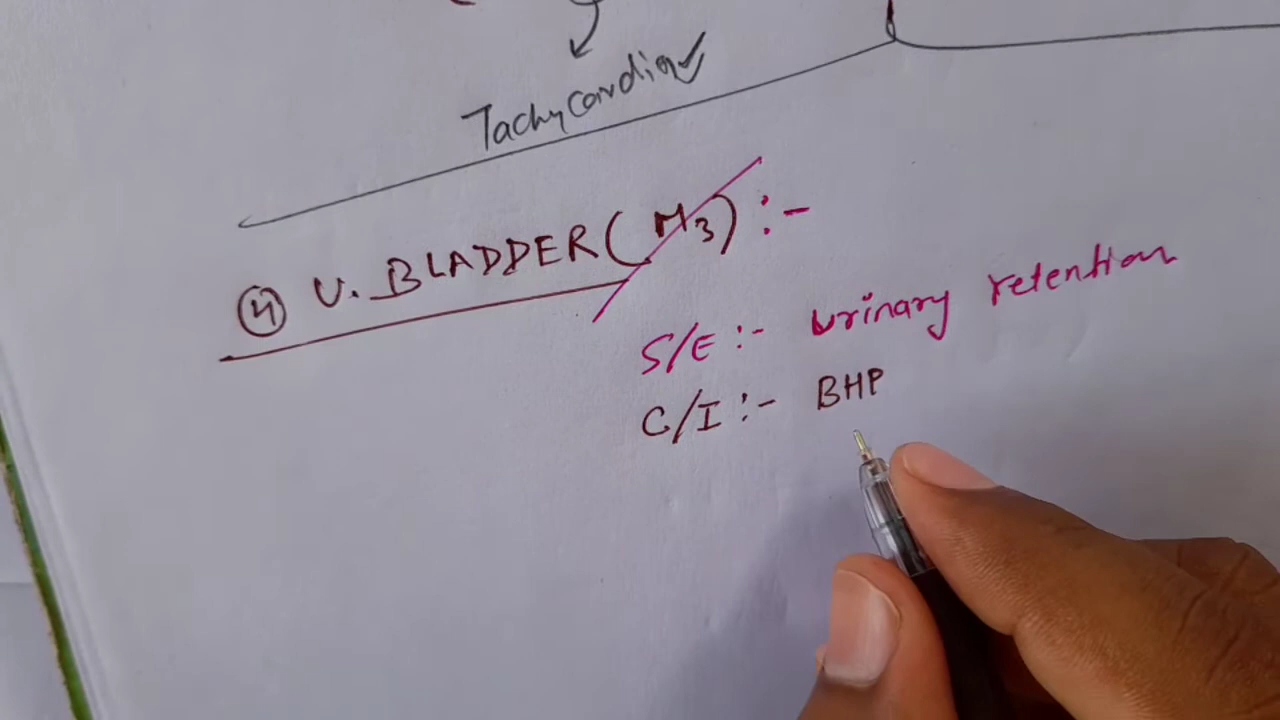 Tachycardia✓
④ U. BLADDER (M3) :-
S/E :- urinary retention
C/I :- BHP